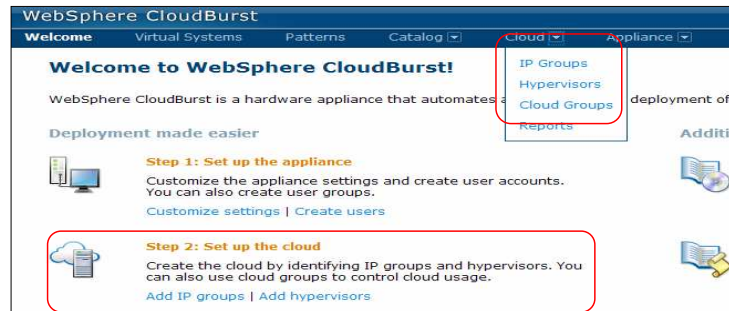 WebSphere CloudBurst
Welcome Virtual Systems Patterns Catalog Cloud Appliance
IP Groups
Hypervisors
Cloud Groups
Reports
Welcome to WebSphere CloudBurst!
WebSphere CloudBurst is a hardware appliance that automates a deployment of
Deployment made easier
Step 1: Set up the appliance
Customize the appliance settings and create user accounts.
You can also create user groups.
Customize settings | Create users
Step 2: Set up the cloud
Create the cloud by identifying IP groups and hypervisors. You
can also use cloud groups to control cloud usage.
Add IP groups | Add hypervisors